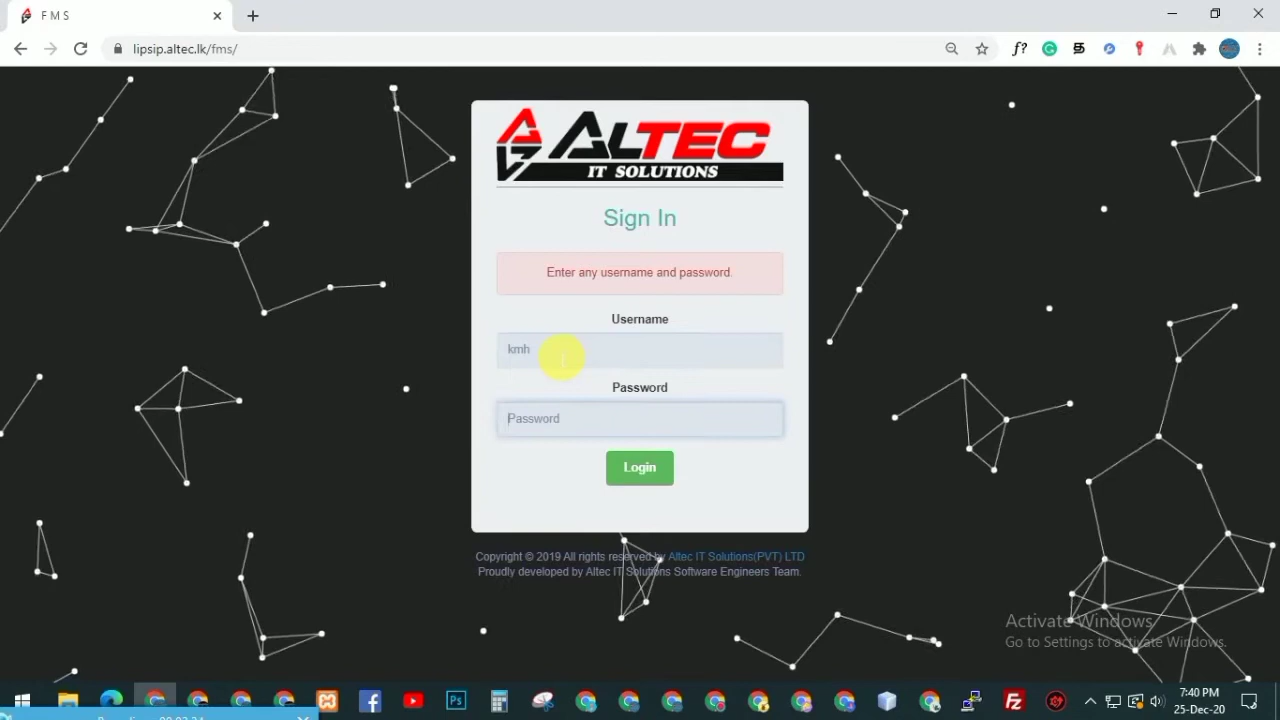 F M S
lipsip.altec.lk/fms/
ALTEC
IT SOLUTIONS
Sign In
Enter any username and password.
Username
kmh
Password
Password
Login
Copyright © 2019 All rights reserved by Altec IT Solutions(PVT) LTD
Proudly developed by Altec IT Solutions Software Engineers Team.
Activate Windows
Go to Settings to activate Windows.
7:40 PM
25-Dec-20